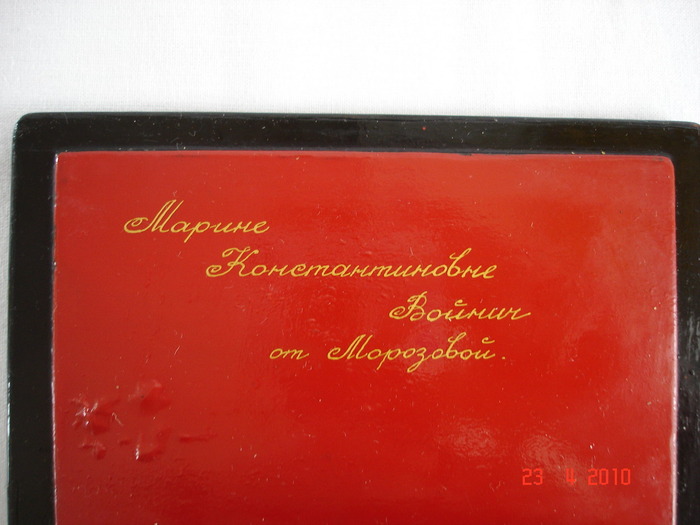 Марине
Константиновне
Войнич
от Морозовой.
23 4 2010